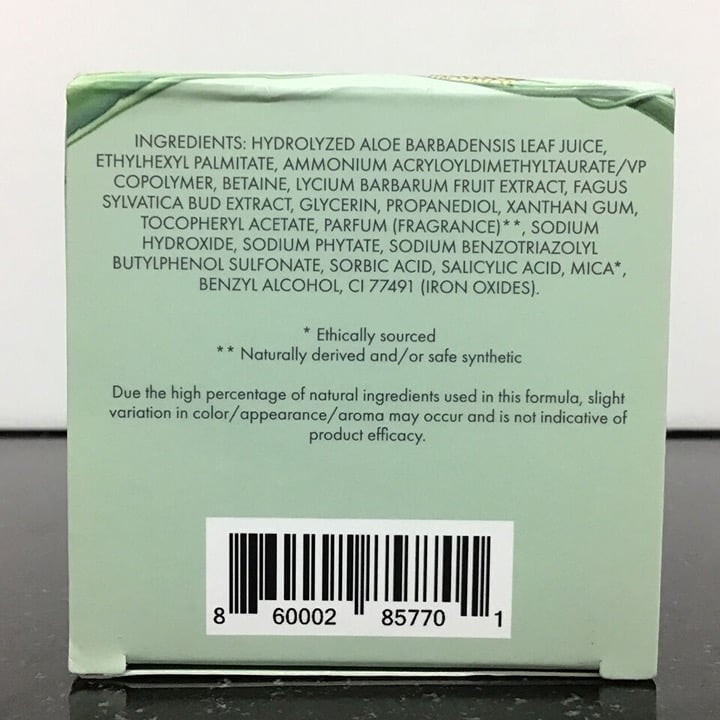 INGREDIENTS: HYDROLYZED ALOE BARBADENSIS LEAF JUICE,
ETHYLHEXYL PALMITATE, AMMONIUM ACRYLOYLDIMETHYLTAURATE/VP
COPOLYMER, BETAINE, LYCIUM BARBARUM FRUIT EXTRACT, FAGUS
SYLVATICA BUD EXTRACT, GLYCERIN, PROPANEDIOL, XANTHAN GUM,
TOCOPHERYL ACETATE, PARFUM (FRAGRANCE)**, SODIUM
HYDROXIDE, SODIUM PHYTATE, SODIUM BENZOTRIAZOLYL
BUTYLPHENOL SULFONATE, SORBIC ACID, SALICYLIC ACID, MICA*,
BENZYL ALCOHOL, CI 77491 (IRON OXIDES).
* Ethically sourced
** Naturally derived and/or safe synthetic
Due the high percentage of natural ingredients used in this formula, slight
variation in color/appearance/aroma may occur and is not indicative of
product efficacy.
8 60002 85770 1